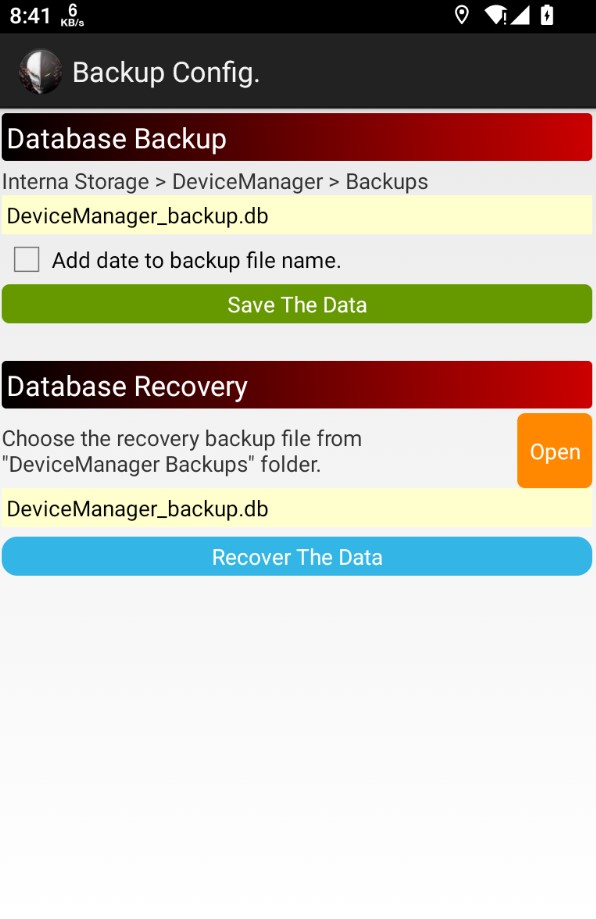 8:41 6 KB/s
Backup Config.
Database Backup
Interna Storage > DeviceManager > Backups
DeviceManager_backup.db
Add date to backup file name.
Save The Data
Database Recovery
Choose the recovery backup file from
"DeviceManager Backups" folder.
Open
DeviceManager_backup.db
Recover The Data